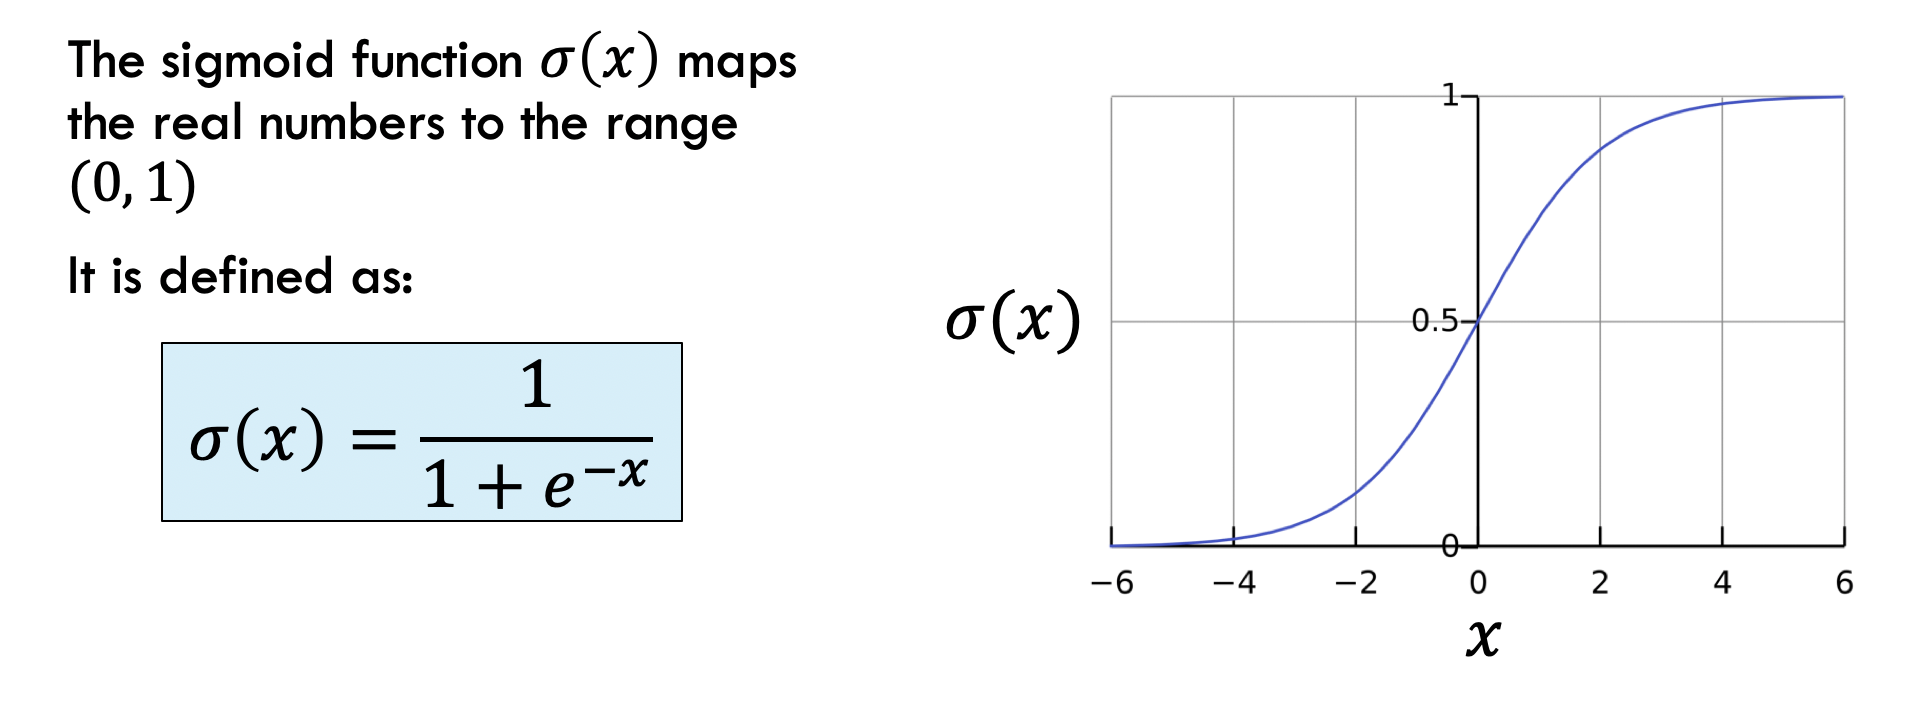 The sigmoid function σ(x) maps
the real numbers to the range
(0, 1)
It is defined as:
σ(x) = 1 / (1 + e^−x)
σ(x)
1
0.5
0
−6 −4 −2 0 2 4 6
x